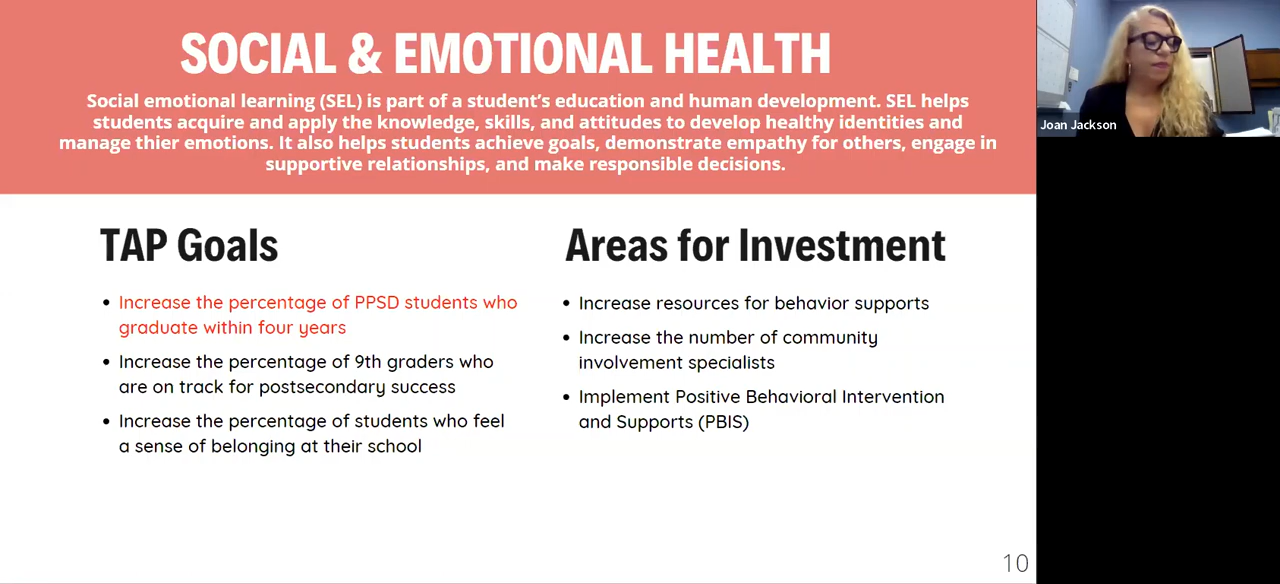 SOCIAL & EMOTIONAL HEALTH
Social emotional learning (SEL) is part of a student's education and human development. SEL helps
students acquire and apply the knowledge, skills, and attitudes to develop healthy identities and
manage thier emotions. It also helps students achieve goals, demonstrate empathy for others, engage in
supportive relationships, and make responsible decisions.
TAP Goals
• Increase the percentage of PPSD students who
graduate within four years
• Increase the percentage of 9th graders who
are on track for postsecondary success
• Increase the percentage of students who feel
a sense of belonging at their school
Areas for Investment
• Increase resources for behavior supports
• Increase the number of community
involvement specialists
• Implement Positive Behavioral Intervention
and Supports (PBIS)
10
Joan Jackson